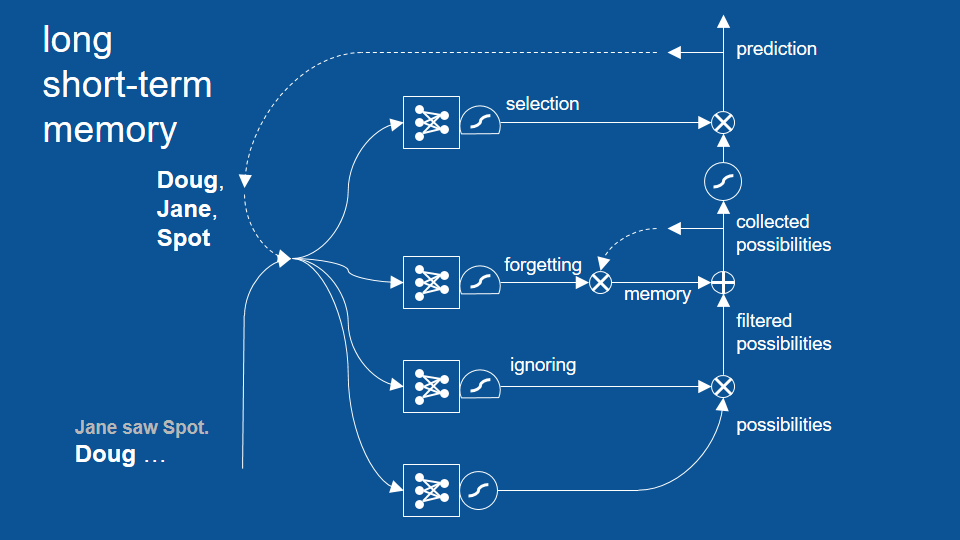 long
short-term
memory
prediction
selection
Doug,
Jane,
Spot
collected
possibilities
forgetting
memory
filtered
possibilities
ignoring
Jane saw Spot.
Doug …
possibilities